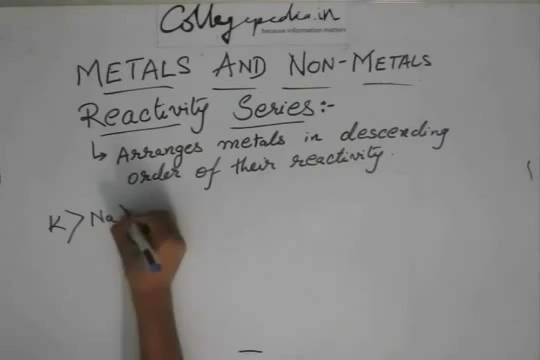 Collegepedia.in
because information matters
METALS AND NON-METALS
Reactivity Series:-
↳ Arranges metals in descending
order of their reactivity.
K > Na